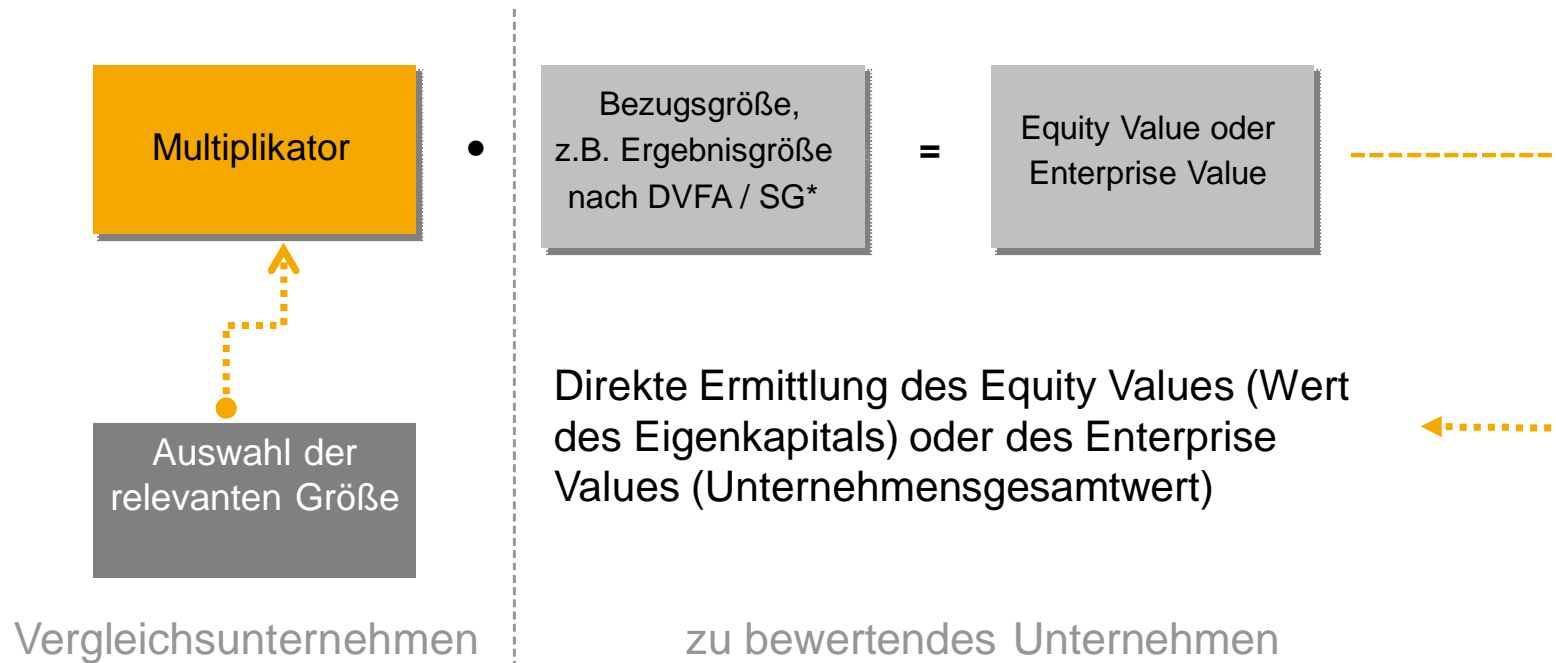 Multiplikator
•
Bezugsgröße,
z.B. Ergebnisgröße
nach DVFA / SG*
=
Equity Value oder
Enterprise Value
Auswahl der
relevanten Größe
Direkte Ermittlung des Equity Values (Wert
des Eigenkapitals) oder des Enterprise
Values (Unternehmensgesamtwert)
Vergleichsunternehmen
zu bewertendes Unternehmen